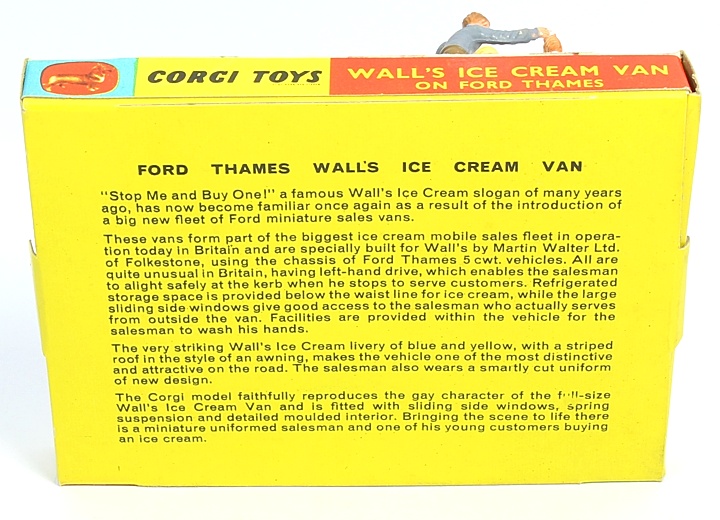 CORGI TOYS
WALL'S ICE CREAM VAN
ON FORD THAMES
FORD THAMES WALL'S ICE CREAM VAN
"Stop Me and Buy One!" a famous Wall's Ice Cream slogan of many years
ago, has now become familiar once again as a result of the introduction of
a big new fleet of Ford miniature sales vans.
These vans form part of the biggest ice cream mobile sales fleet in opera-
tion today in Britain and are specially built for Wall's by Martin Walter Ltd.
of Folkestone, using the chassis of Ford Thames 5 cwt. vehicles. All are
quite unusual in Britain, having left-hand drive, which enables the salesman
to alight safely at the kerb when he stops to serve customers. Refrigerated
storage space is provided below the waist line for ice cream, while the large
sliding side windows give good access to the salesman who actually serves
from outside the van. Facilities are provided within the vehicle for the
salesman to wash his hands.
The very striking Wall's Ice Cream livery of blue and yellow, with a striped
roof in the style of an awning, makes the vehicle one of the most distinctive
and attractive on the road. The salesman also wears a smartly cut uniform
of new design.
The Corgi model faithfully reproduces the gay character of the full-size
Wall's Ice Cream Van and is fitted with sliding side windows, spring
suspension and detailed moulded interior. Bringing the scene to life there
is a miniature uniformed salesman and one of his young customers buying
an ice cream.